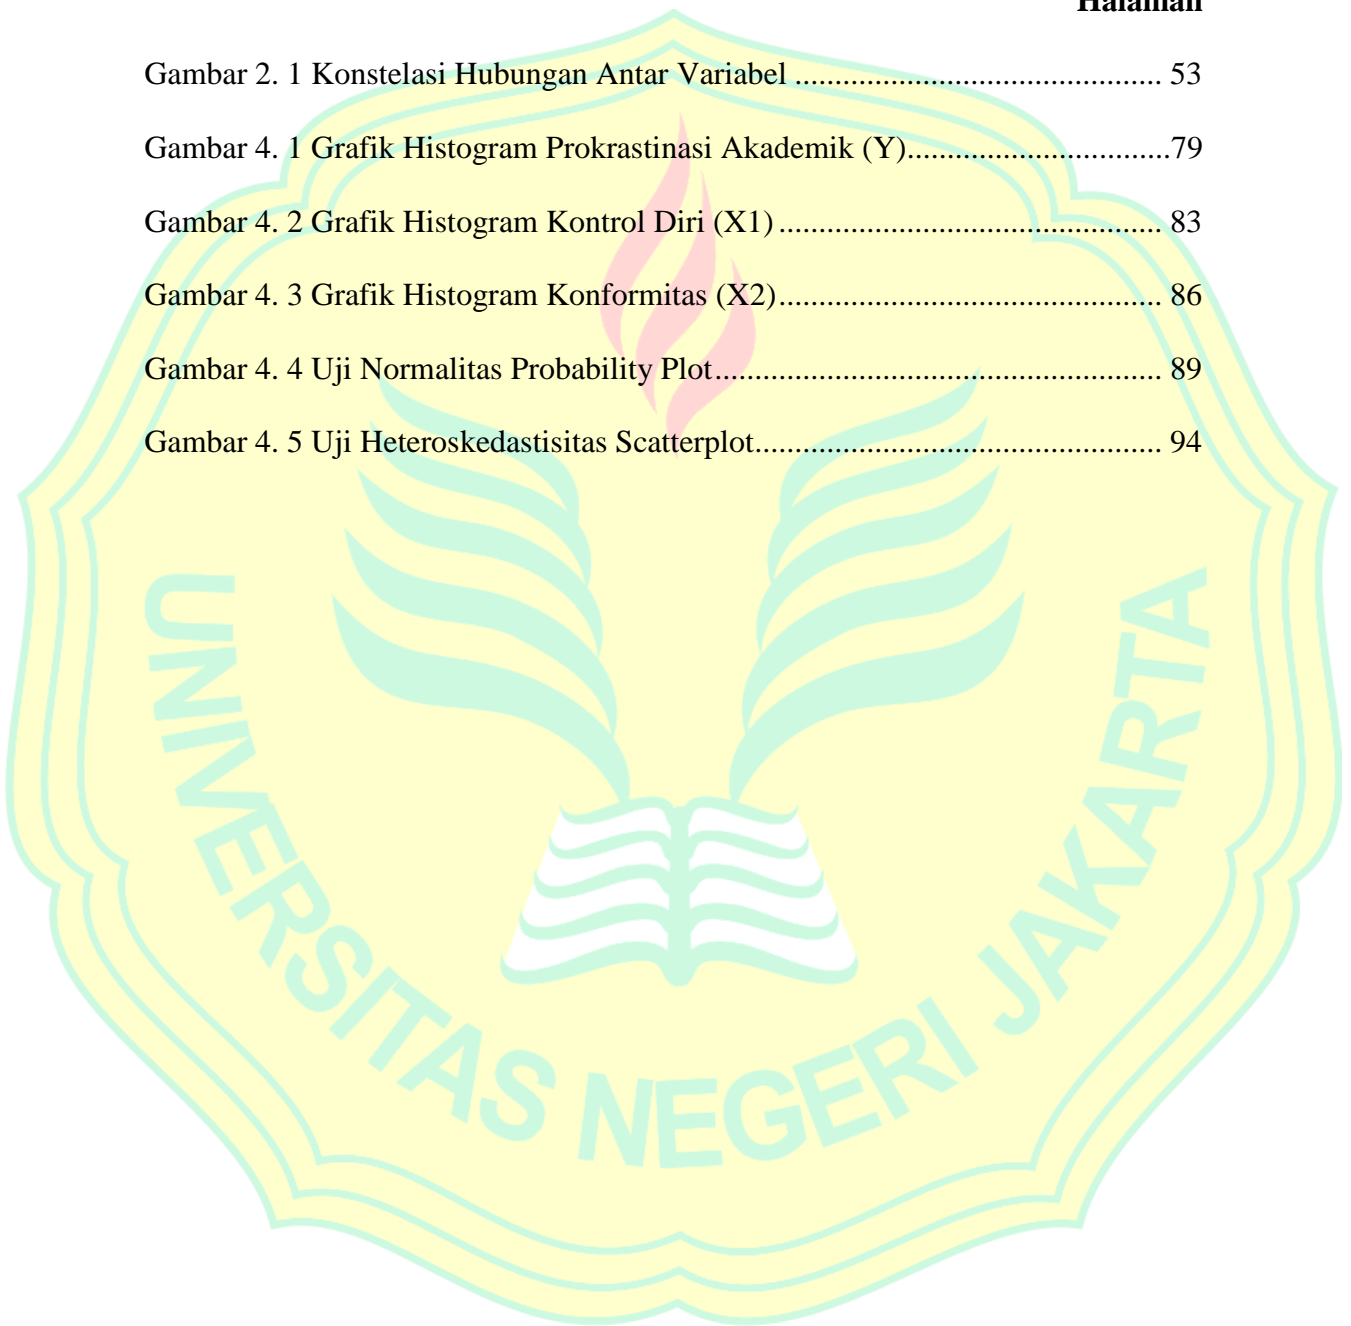 Halaman
Gambar 2. 1 Konstelasi Hubungan Antar Variabel ............................................. 53
Gambar 4. 1 Grafik Histogram Prokrastinasi Akademik (Y)................................79
Gambar 4. 2 Grafik Histogram Kontrol Diri (X1) ............................................... 83
Gambar 4. 3 Grafik Histogram Konformitas (X2)............................................... 86
Gambar 4. 4 Uji Normalitas Probability Plot....................................................... 89
Gambar 4. 5 Uji Heteroskedastisitas Scatterplot.................................................. 94
UNIVERSITAS NEGERI JAKARTA